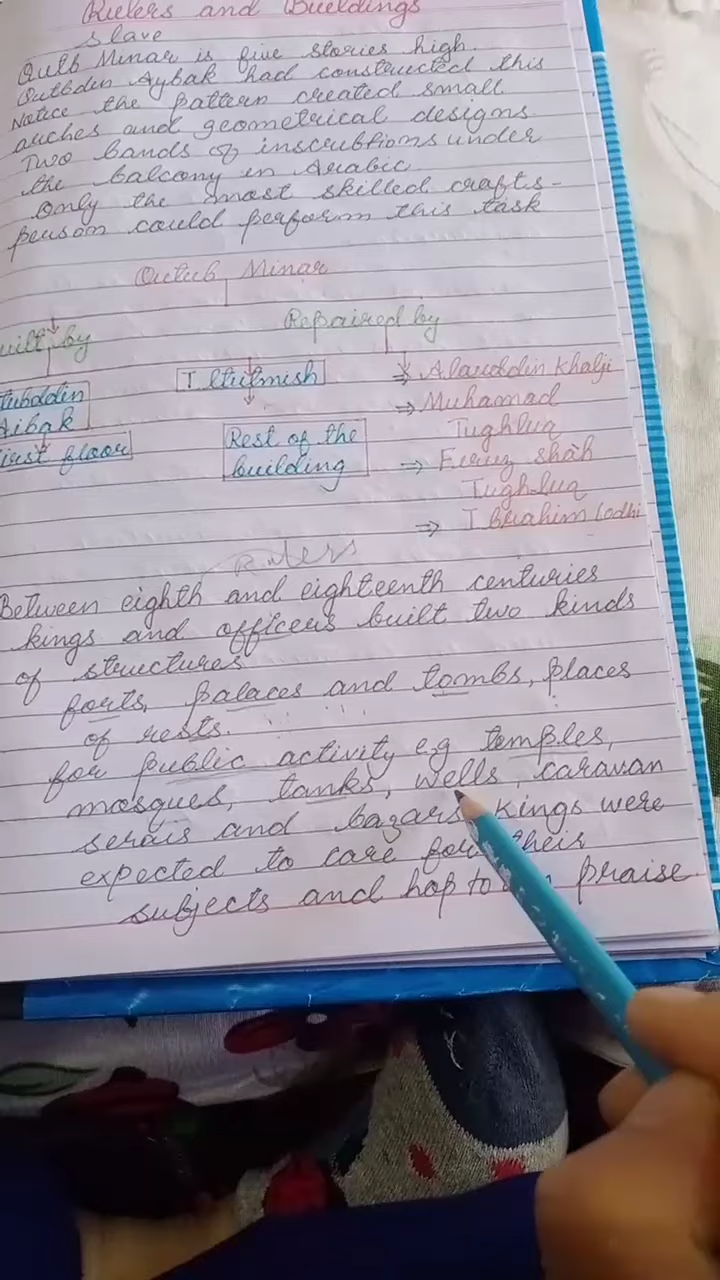 Rulers and Buildings
Slave
Qutb Minar is five stories high.
Qutbdin Aybak had constructed this
Notice the pattern created small
arches and geometrical designs.
Two bands of inscrubtions under
the balcony in Arabic.
only the most skilled crafts-
person could perform this task
Qutub Minar
uilt by
Repaired by
tubddin
Aibak
first floor
Iltutmish
Rest of the
building
Alauddin Khalji
⇒ Muhamad
Tughluq
⇒ Firuz shah
Tughluq
⇒ Ibrahim Lodhi
Rulers
Between eighth and eighteenth centuries
kings and officers built two kinds
of structures
forts, palaces and tombs, places
of rests.
for public activity e.g temples,
mosques, tanks, wells, caravan
serais and bazars. Kings were
expected to care for their
subjects and hop to praise